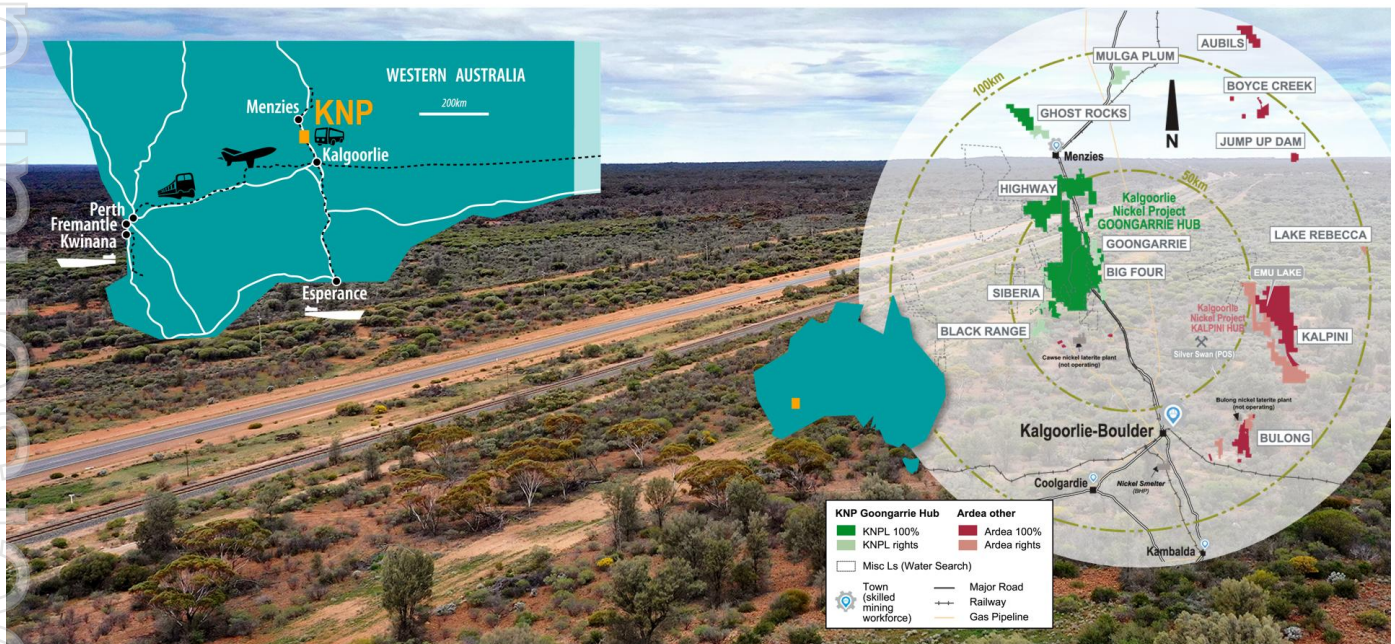 WESTERN AUSTRALIA
200km
Menzies
KNP
Kalgoorlie
Perth
Fremantle
Kwinana
Esperance
AUBILS
MULGA PLUM
100km
BOYCE CREEK
GHOST ROCKS
N
JUMP UP DAM
Menzies
50km
HIGHWAY
Kalgoorlie
Nickel Project
GOONGARRIE HUB
LAKE REBECCA
GOONGARRIE
BIG FOUR
EMU LAKE
SIBERIA
Kalgoorlie
Nickel Project
KALPINI HUB
BLACK RANGE
KALPINI
Silver Swan (POS)
Cawse nickel laterite plant
(not operating)
Bulong nickel laterite plant
(not operating)
Kalgoorlie-Boulder
BULONG
Coolgardie
Nickel Smelter
(BHP)
Kambalda
KNP Goongarrie Hub
KNPL 100%
KNPL rights
Ardea other
Ardea 100%
Ardea rights
Misc Ls (Water Search)
Town
(skilled
mining
workforce)
Major Road
Railway
Gas Pipeline